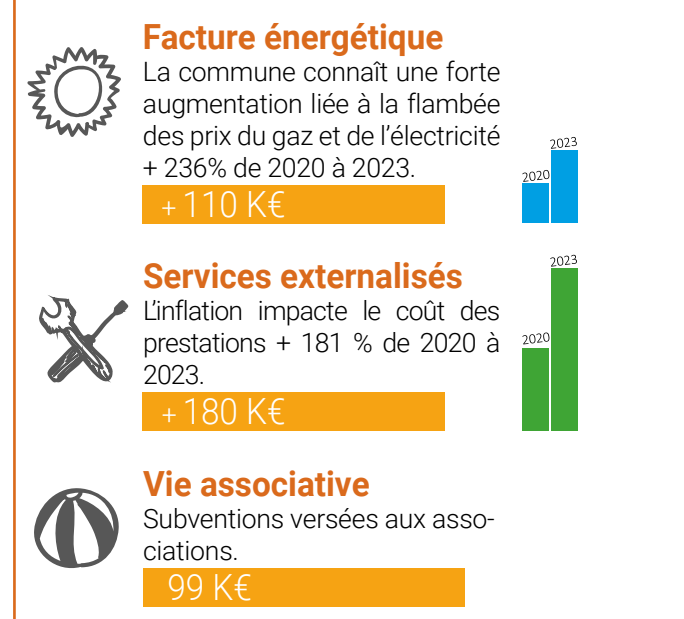 Facture énergétique
La commune connaît une forte
augmentation liée à la flambée
des prix du gaz et de l'électricité
+ 236% de 2020 à 2023.
+ 110 K€
2020
2023
Services externalisés
L'inflation impacte le coût des
prestations + 181 % de 2020 à
2023.
+ 180 K€
2020
2023
Vie associative
Subventions versées aux asso-
ciations.
99 K€